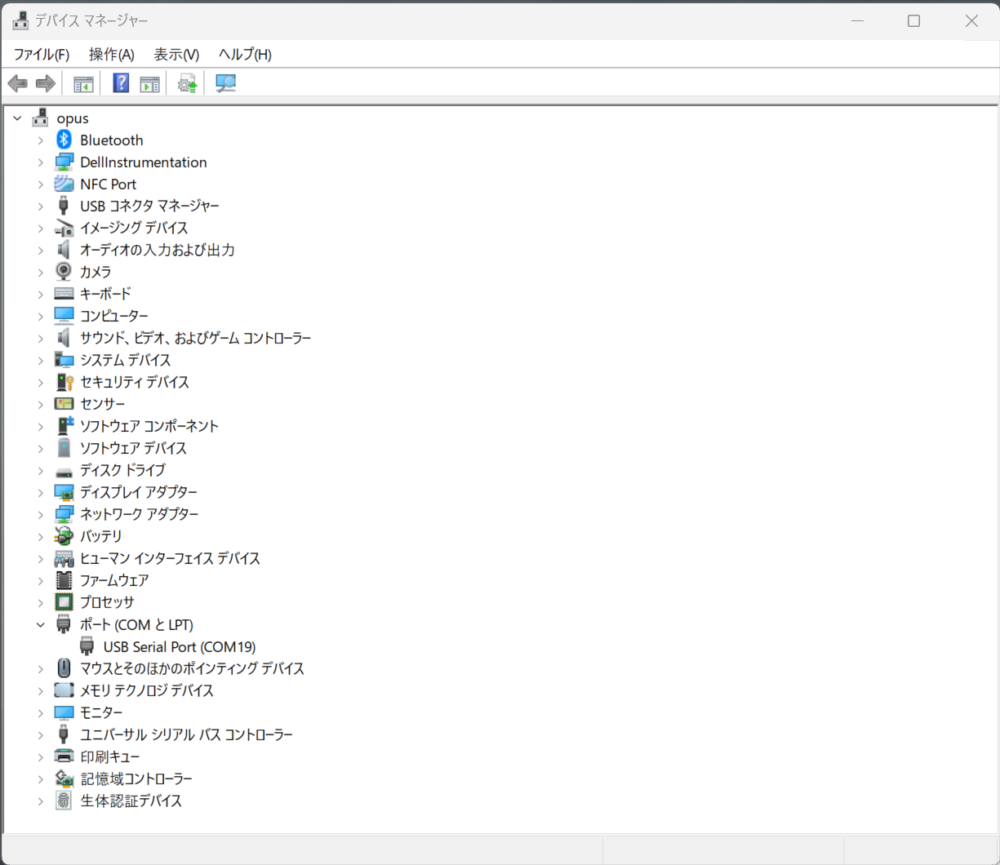 デバイス マネージャー
ファイル(F) 操作(A) 表示(V) ヘルプ(H)
opus
Bluetooth
DellInstrumentation
NFC Port
USB コネクタ マネージャー
イメージング デバイス
オーディオの入力および出力
カメラ
キーボード
コンピューター
サウンド、ビデオ、およびゲーム コントローラー
システム デバイス
セキュリティ デバイス
センサー
ソフトウェア コンポーネント
ソフトウェア デバイス
ディスク ドライブ
ディスプレイ アダプター
ネットワーク アダプター
バッテリ
ヒューマン インターフェイス デバイス
ファームウェア
プロセッサ
ポート (COM と LPT)
USB Serial Port (COM19)
マウスとそのほかのポインティング デバイス
メモリ テクノロジ デバイス
モニター
ユニバーサル シリアル バス コントローラー
印刷キュー
記憶域コントローラー
生体認証デバイス